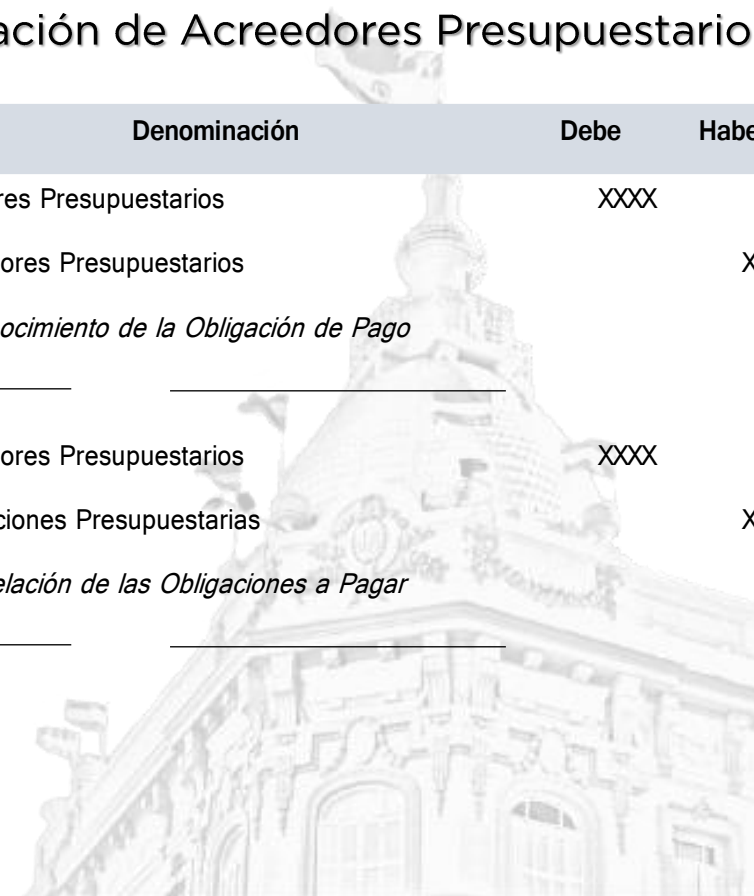 ación de Acreedores Presupuestario
Denominación Debe Habe
res Presupuestarios XXXX
ores Presupuestarios X
nocimiento de la Obligación de Pago
ores Presupuestarios XXXX
ciones Presupuestarias X
elación de las Obligaciones a Pagar